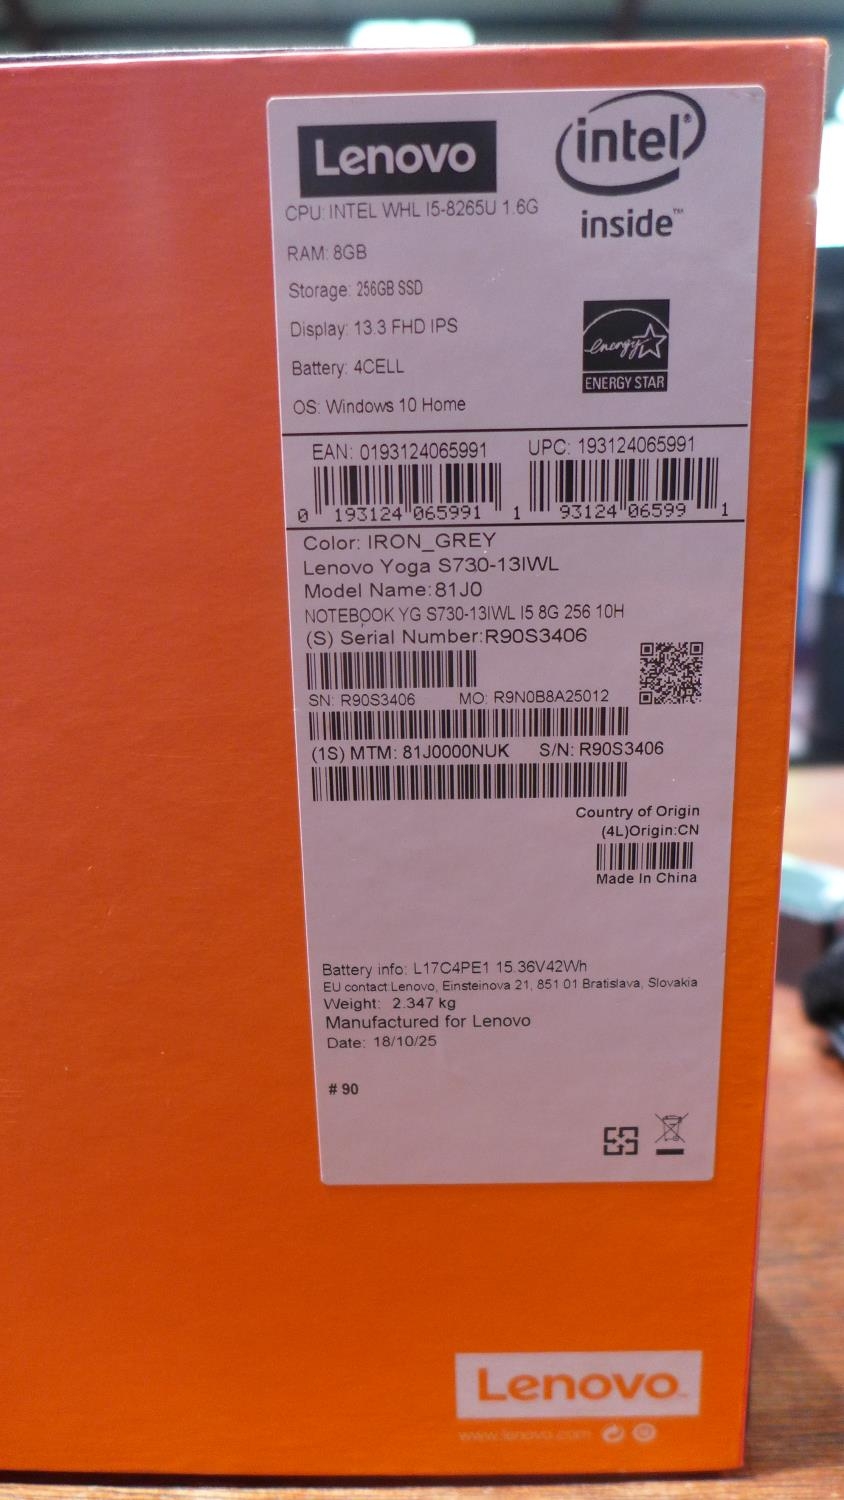 Lenovo
intel®
inside™
CPU: INTEL WHL I5-8265U 1.6G
RAM: 8GB
Storage: 256GB SSD
Display: 13.3 FHD IPS
Battery: 4CELL
OS: Windows 10 Home
energy
ENERGY STAR
EAN: 0193124065991 UPC: 193124065991
0 193124 065991 1 93124 06599 1
Color: IRON_GREY
Lenovo Yoga S730-13IWL
Model Name:81J0
NOTEBOOK YG S730-13IWL I5 8G 256 10H
(S) Serial Number:R90S3406
SN: R90S3406 MO: R9N0B8A25012
(1S) MTM: 81J0000NUK S/N: R90S3406
Country of Origin
(4L)Origin:CN
Made In China
Battery info: L17C4PE1 15.36V42Wh
EU contact:Lenovo, Einsteinova 21, 851 01 Bratislava, Slovakia
Weight: 2.347 kg
Manufactured for Lenovo
Date: 18/10/25
# 90
Lenovo
www.lenovo.com